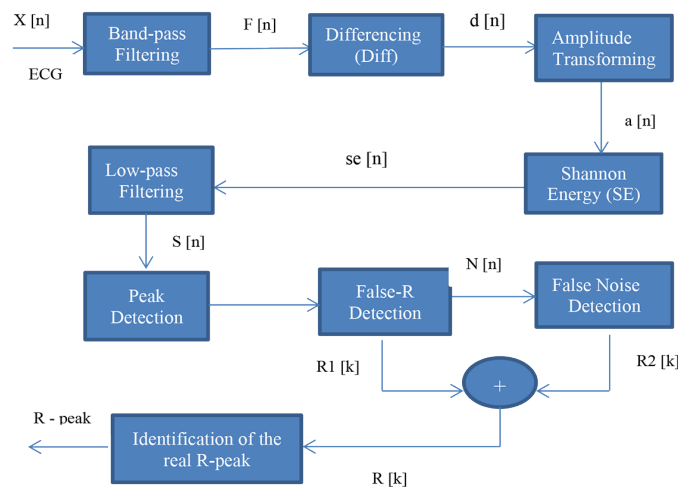 X [n]
ECG
Band-pass
Filtering
F [n]
Differencing
(Diff)
d [n]
Amplitude
Transforming
a [n]
Shannon
Energy (SE)
se [n]
Low-pass
Filtering
S [n]
Peak
Detection
False-R
Detection
N [n]
False Noise
Detection
R1 [k]
R2[k]
+
R [k]
Identification of the
real R-peak
R - peak